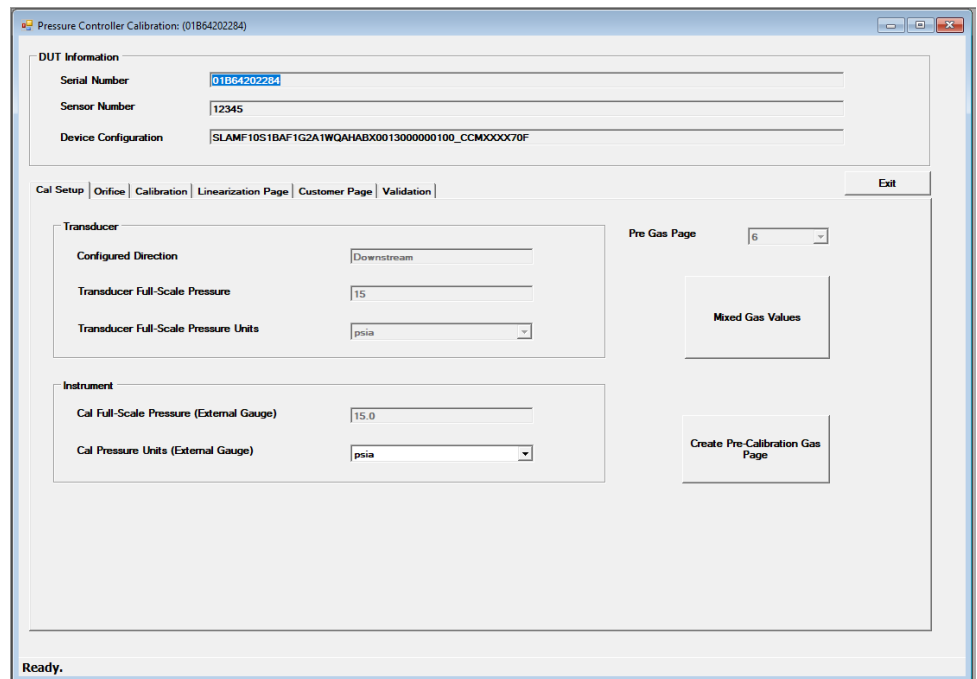 Pressure Controller Calibration: (01B64202284)
DUT Information
Serial Number 01B64202284
Sensor Number 12345
Device Configuration SLAMF10S1BAF1G2A1WQAHABX0013000000100_CCMXXXX70F
Cal Setup Orifice Calibration Linearization Page Customer Page Validation
Exit
Transducer
Configured Direction Downstream
Transducer Full-Scale Pressure 15
Transducer Full-Scale Pressure Units psia
Pre Gas Page 6
Mixed Gas Values
Instrument
Cal Full-Scale Pressure (External Gauge) 15.0
Cal Pressure Units (External Gauge) psia
Create Pre-Calibration Gas
Page
Ready.